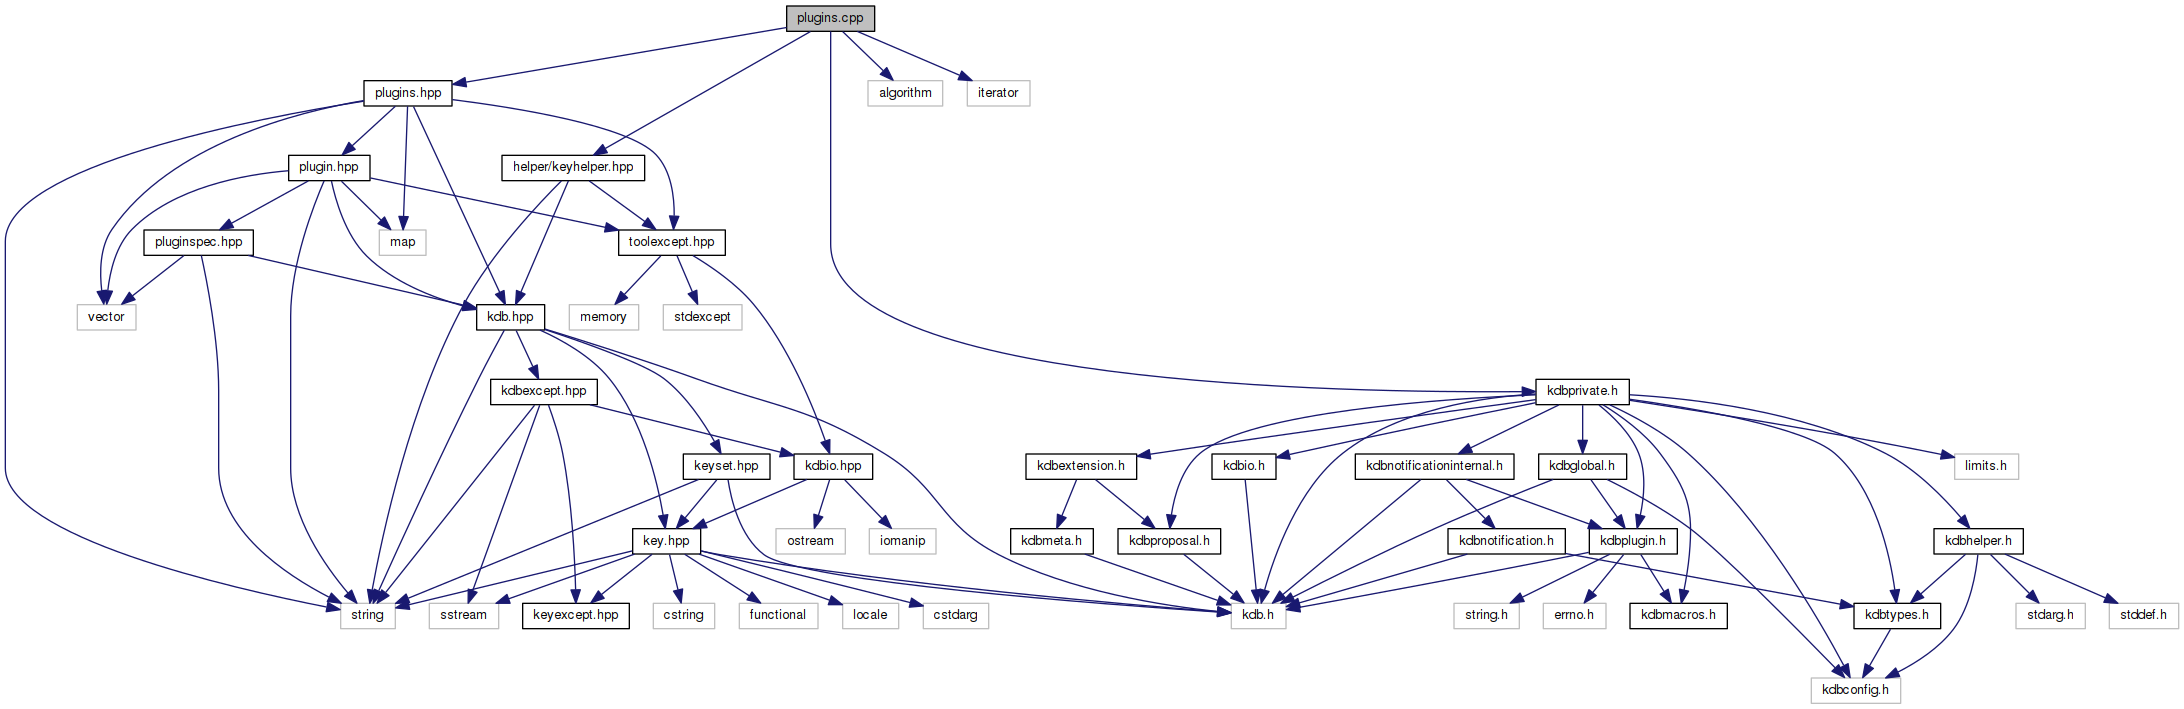 plugins.cpp
plugins.hpp
algorithm
iterator
plugin.hpp
helper/keyhelper.hpp
pluginspec.hpp
map
toolexcept.hpp
vector
kdb.hpp
memory
stdexcept
kdbexcept.hpp
kdbprivate.h
keyset.hpp
kdbio.hpp
kdbextension.h
kdbio.h
kdbnotificationinternal.h
kdbglobal.h
limits.h
key.hpp
ostream
iomanip
kdbmeta.h
kdbproposal.h
kdbnotification.h
kdbplugin.h
kdbhelper.h
string
sstream
keyexcept.hpp
cstring
functional
locale
cstdarg
kdb.h
string.h
errno.h
kdbmacros.h
kdbtypes.h
stdarg.h
stddef.h
kdbconfig.h